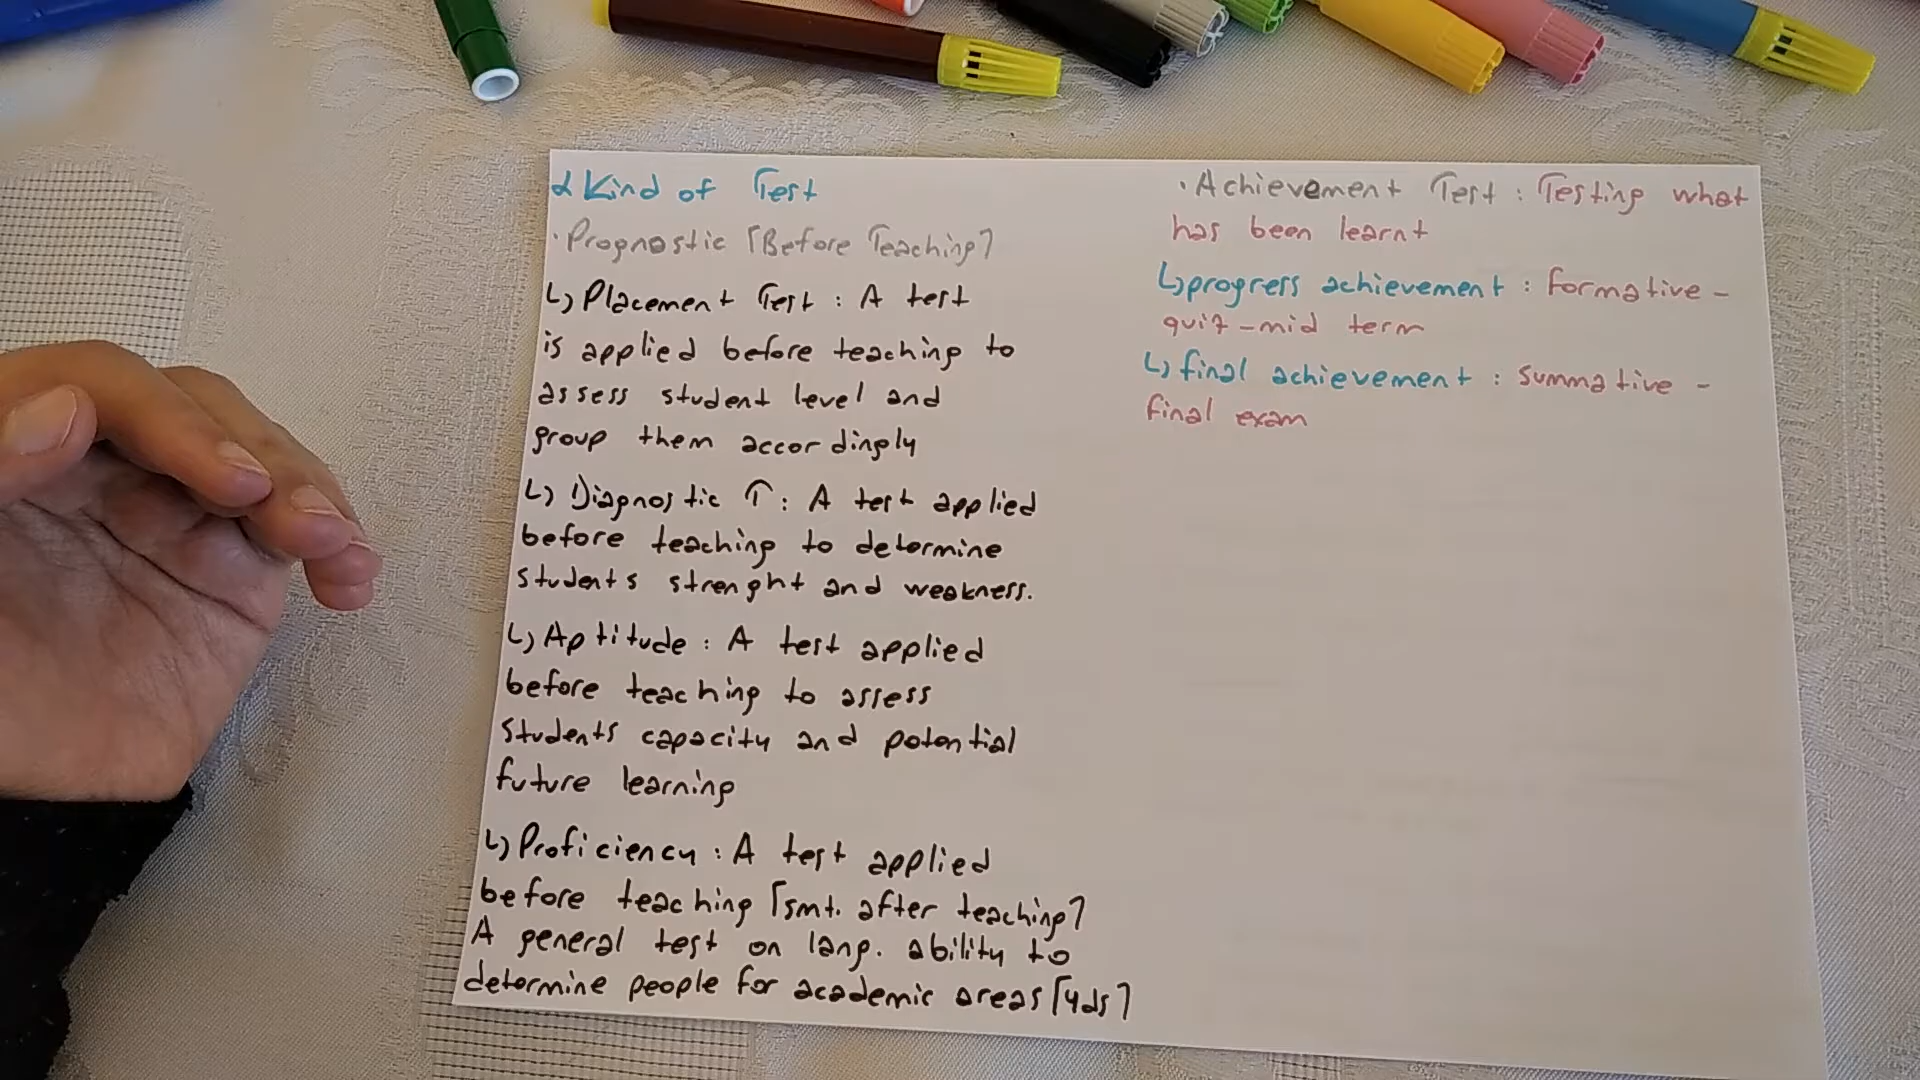 2 Kind of Test
· Prognostic [Before Teaching]
↳ Placement Test : A test
is applied before teaching to
assess student level and
group them accordingly
↳ Diagnostic T : A test applied
before teaching to determine
students strenght and weakness.
↳ Aptitude : A test applied
before teaching to assess
students capacity and potential
future learning
↳ Proficiency : A test applied
before teaching [smt. after teaching]
A general test on lang. ability to
determine people for academic areas [yds]
· Achievement Test : Testing what
has been learnt
↳ progress achievement : formative -
quiz - mid term
↳ final achievement : summative -
final exam